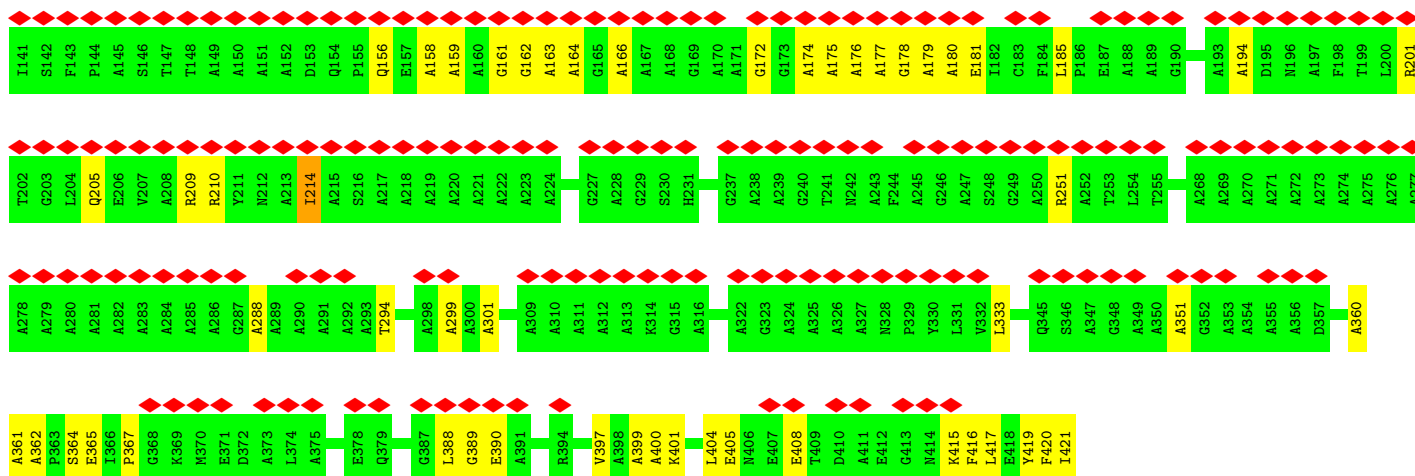 I141 S142 F143 P144 A145 S146 T147 T148 A149 A150 A151 A152 D153 Q154 P155 Q156 E157 A158 A159 A160 G161 G162 A163 A164 G165 A166 A167 A168 G169 A170 A171 G172 G173 A174 A175 A176 A177 G178 A179 A180 E181 I182 C183 F184 L185 P186 E187 A188 A189 G190 A193 A194 D195 N196 A197 F198 T199 L200 R201
T202 G203 L204 Q205 E206 V207 A208 R209 R210 Y211 N212 A213 I214 A215 S216 A217 A218 A219 A220 A221 A222 A223 A224 G227 A228 G229 S230 H231 G237 A238 A239 G240 T241 N242 A243 F244 A245 G246 A247 S248 G249 A250 R251 A252 T253 L254 T255 A268 A269 A270 A271 A272 A273 A274 A275 A276 A277
A278 A279 A280 A281 A282 A283 A284 A285 A286 G287 A288 A289 A290 A291 A292 A293 T294 A298 A299 A300 A301 A309 A310 A311 A312 A313 K314 G315 A316 A322 G323 A324 A325 A326 A327 N328 P329 Y330 L331 V332 L333 Q345 S346 A347 G348 A349 A350 A351 G352 A353 A354 A355 A356 D357 A360
A361 A362 P363 S364 E365 I366 P367 G368 K369 M370 E371 D372 A373 L374 A375 E378 Q379 G387 L388 G389 E390 A391 R394 V397 A398 A399 A400 K401 L404 E405 N406 E407 E408 T409 D410 A411 E412 G413 N414 K415 F416 L417 E418 Y419 F420 I421